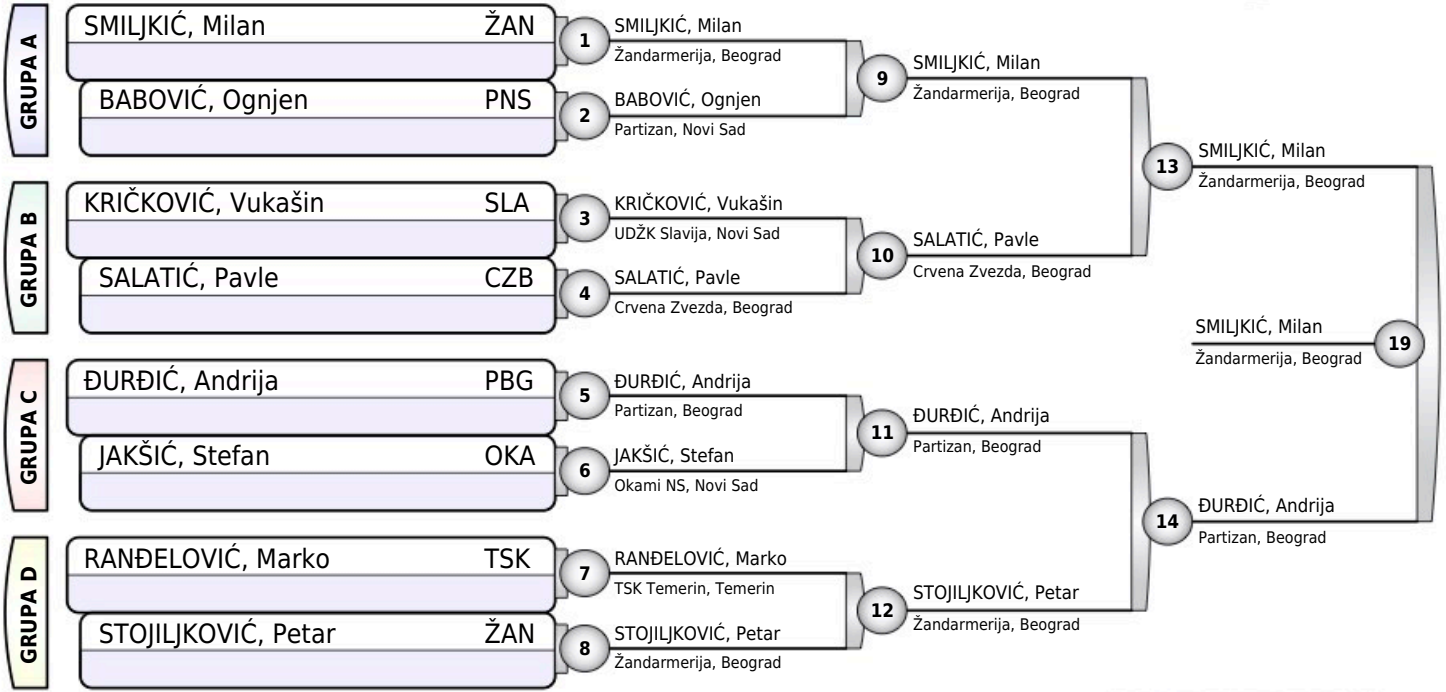 GRUPA A
SMILJKIĆ, Milan ŽAN
BABOVIĆ, Ognjen PNS
GRUPA B
KRIČKOVIĆ, Vukašin SLA
SALATIĆ, Pavle CZB
GRUPA C
ĐURĐIĆ, Andrija PBG
JAKŠIĆ, Stefan OKA
GRUPA D
RANĐELOVIĆ, Marko TSK
STOJILJKOVIĆ, Petar ŽAN
1
SMILJKIĆ, Milan
Žandarmerija, Beograd
2
BABOVIĆ, Ognjen
Partizan, Novi Sad
3
KRIČKOVIĆ, Vukašin
UDŽK Slavija, Novi Sad
4
SALATIĆ, Pavle
Crvena Zvezda, Beograd
5
ĐURĐIĆ, Andrija
Partizan, Beograd
6
JAKŠIĆ, Stefan
Okami NS, Novi Sad
7
RANĐELOVIĆ, Marko
TSK Temerin, Temerin
8
STOJILJKOVIĆ, Petar
Žandarmerija, Beograd
9
SMILJKIĆ, Milan
Žandarmerija, Beograd
10
SALATIĆ, Pavle
Crvena Zvezda, Beograd
11
ĐURĐIĆ, Andrija
Partizan, Beograd
12
STOJILJKOVIĆ, Petar
Žandarmerija, Beograd
13
SMILJKIĆ, Milan
Žandarmerija, Beograd
14
ĐURĐIĆ, Andrija
Partizan, Beograd
SMILJKIĆ, Milan
Žandarmerija, Beograd
19